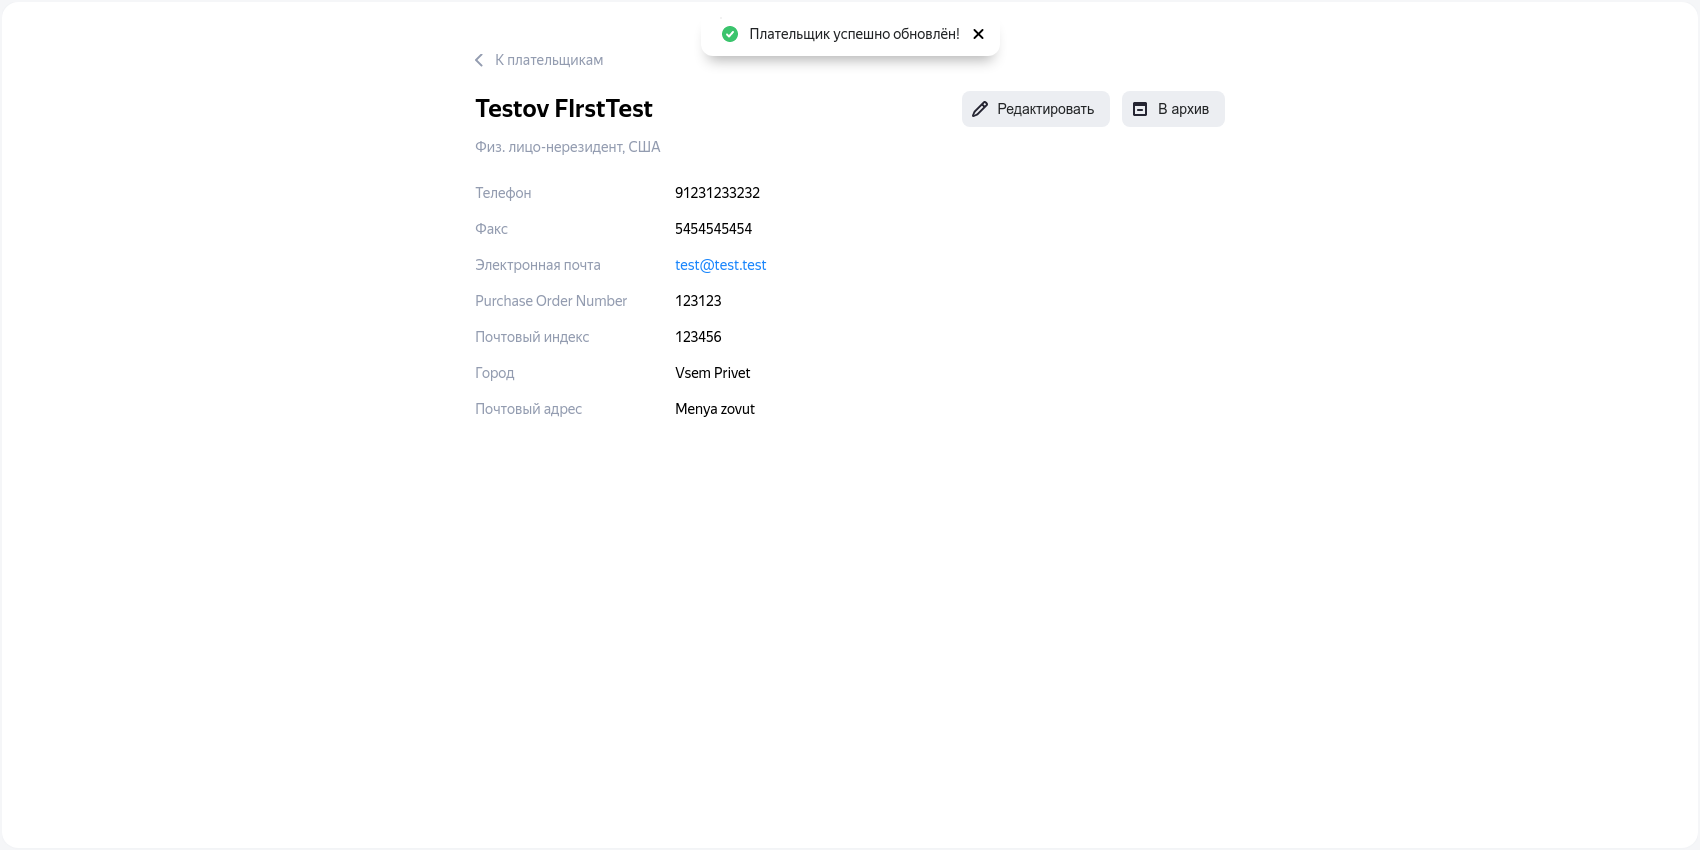 Плательщик успешно обновлён!
К плательщикам
Testov FIrstTest
Редактировать
В архив
Физ. лицо-нерезидент, США
Телефон 91231233232
Факс 5454545454
Электронная почта test@test.test
Purchase Order Number 123123
Почтовый индекс 123456
Город Vsem Privet
Почтовый адрес Menya zovut